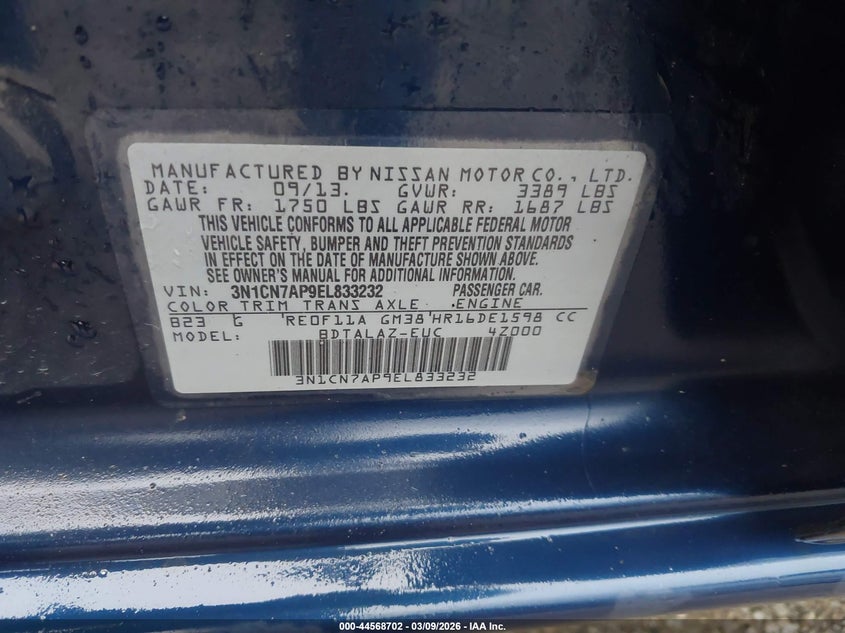 MANUFACTURED BY NISSAN MOTOR CO., LTD.
DATE: 09/13. GVWR: 3389 LBS
GAWR FR: 1750 LBS GAWR RR: 1687 LBS
THIS VEHICLE CONFORMS TO ALL APPLICABLE FEDERAL MOTOR
VEHICLE SAFETY, BUMPER AND THEFT PREVENTION STANDARDS
IN EFFECT ON THE DATE OF MANUFACTURE SHOWN ABOVE.
SEE OWNER'S MANUAL FOR ADDITIONAL INFORMATION.
VIN: 3N1CN7AP9EL833232 PASSENGER CAR.
COLOR TRIM TRANS AXLE ENGINE
B23 G 'RE0F11A GM38'HR16DE1598 CC
MODEL: BDTALAZ-EUC 4Z000
3N1CN7AP9EL833232
000-44568702 - 03/09/2026 - IAA Inc.